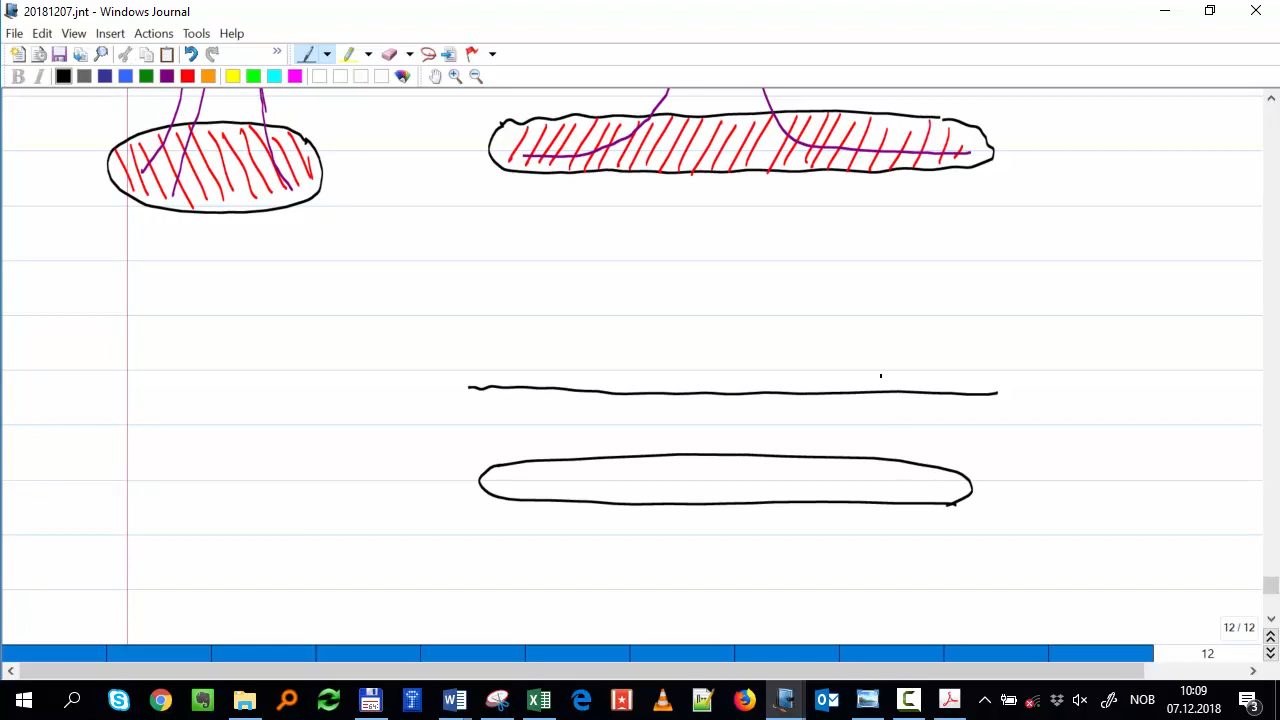 20181207.jnt - Windows Journal
File Edit View Insert Actions Tools Help
B I
12 / 12
12
NOB
10:09
07.12.2018
3